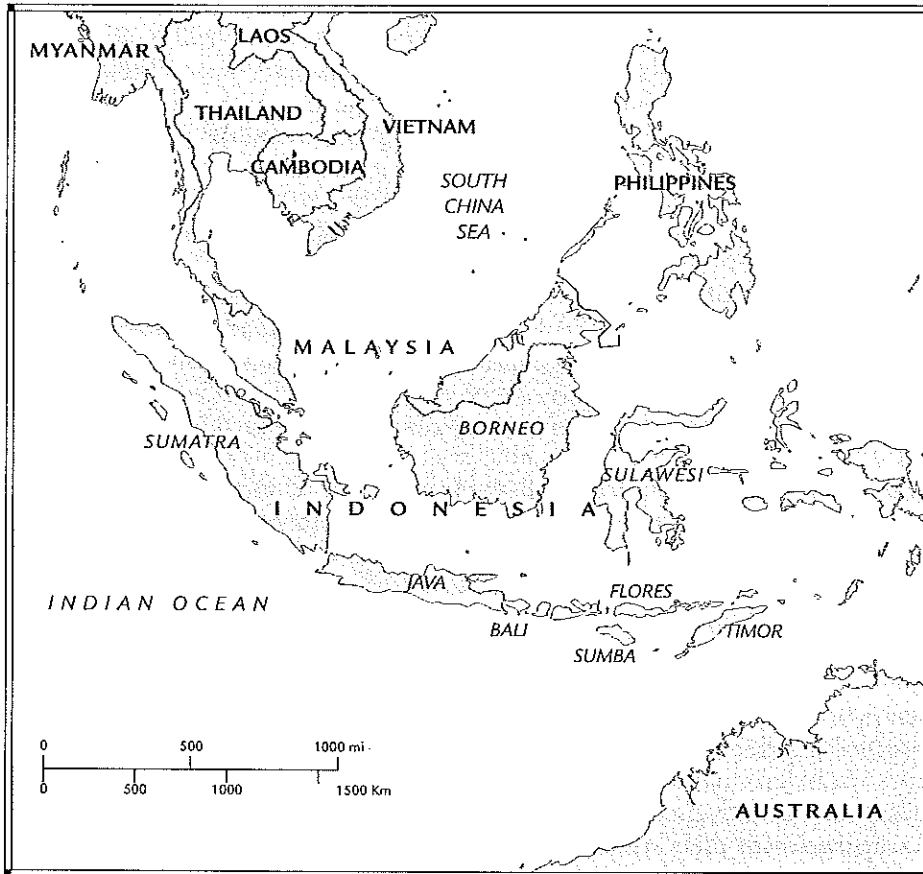 LAOS
MYANMAR
THAILAND
VIETNAM
CAMBODIA
SOUTH
CHINA
SEA
PHILIPPINES
MALAYSIA
BORNEO
SUMATRA
SULAWESI
INDONESIA
JAVA
FLORES
INDIAN OCEAN
BALI
TIMOR
SUMBA
0 500 1000 mi
0 500 1000 1500 Km
AUSTRALIA